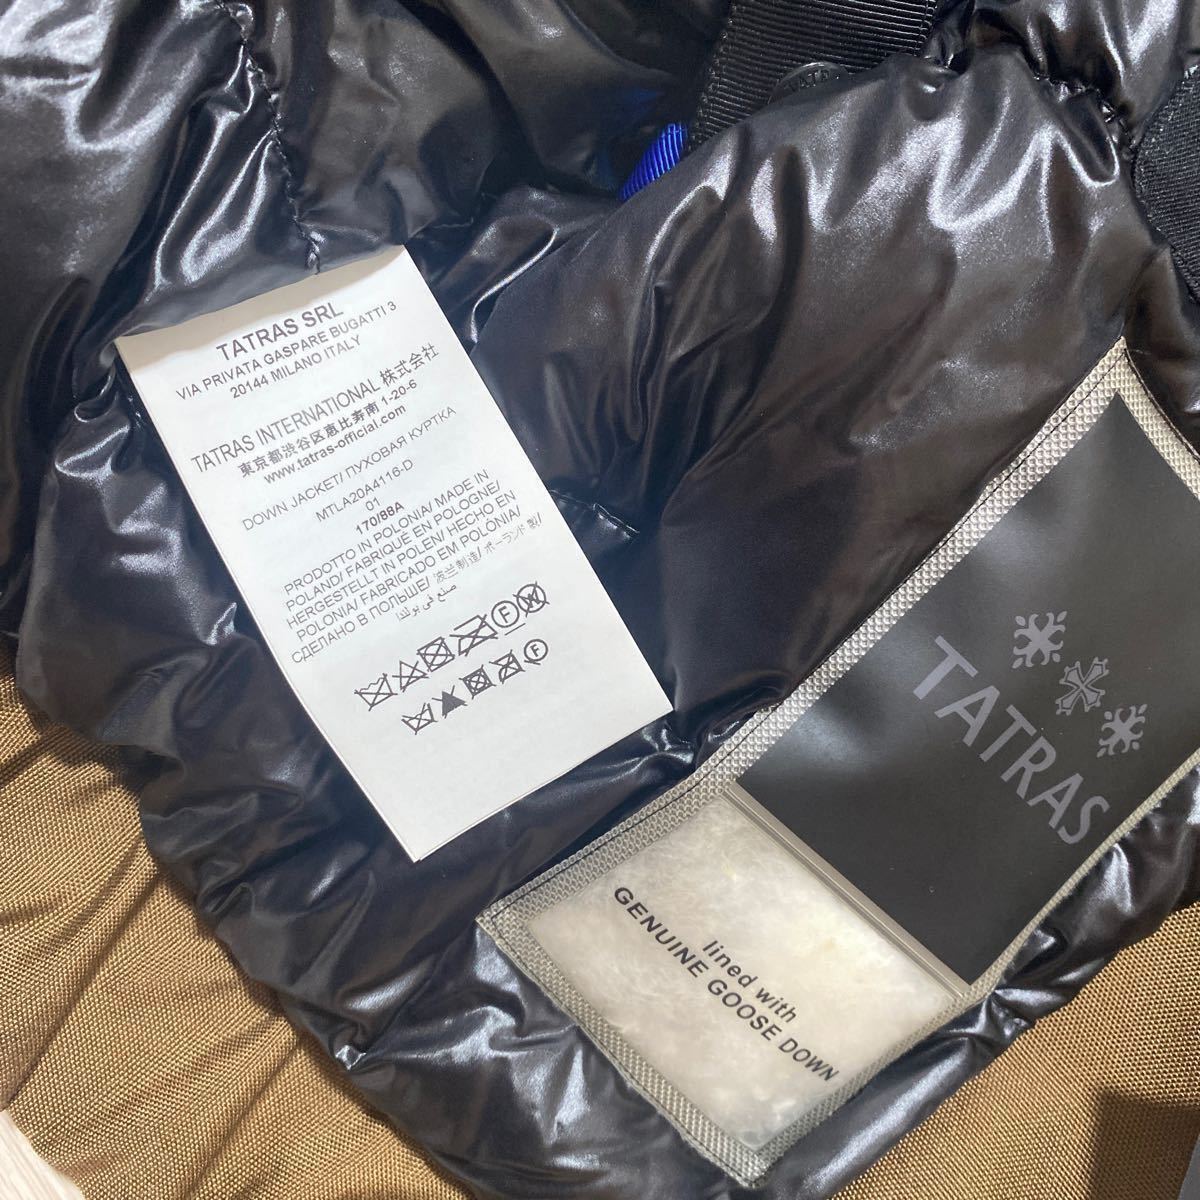 TATRAS SRL
VIA PRIVATA GASPARE BUGATTI 3
20144 MILANO ITALY
TATRAS INTERNATIONAL 株式会社
東京都渋谷区恵比寿南 1-20-6
www.tatras-official.com
DOWN JACKET/ ПУХОВАЯ КУРТКА
MTLA20A4116-D
01
170/88A
PRODOTTO IN POLONIA/ MADE IN
POLAND/ FABRIQUÉ EN POLOGNE/
HERGESTELLT IN POLEN/ HECHO EN
POLONIA/ FABRICADO EM POLÓNIA/
СДЕЛАНО В ПОЛЬШЕ/ 波兰制造/ ポーランド製/
صنع في بولندا
F
F
TATRAS
lined with
GENUINE GOOSE DOWN